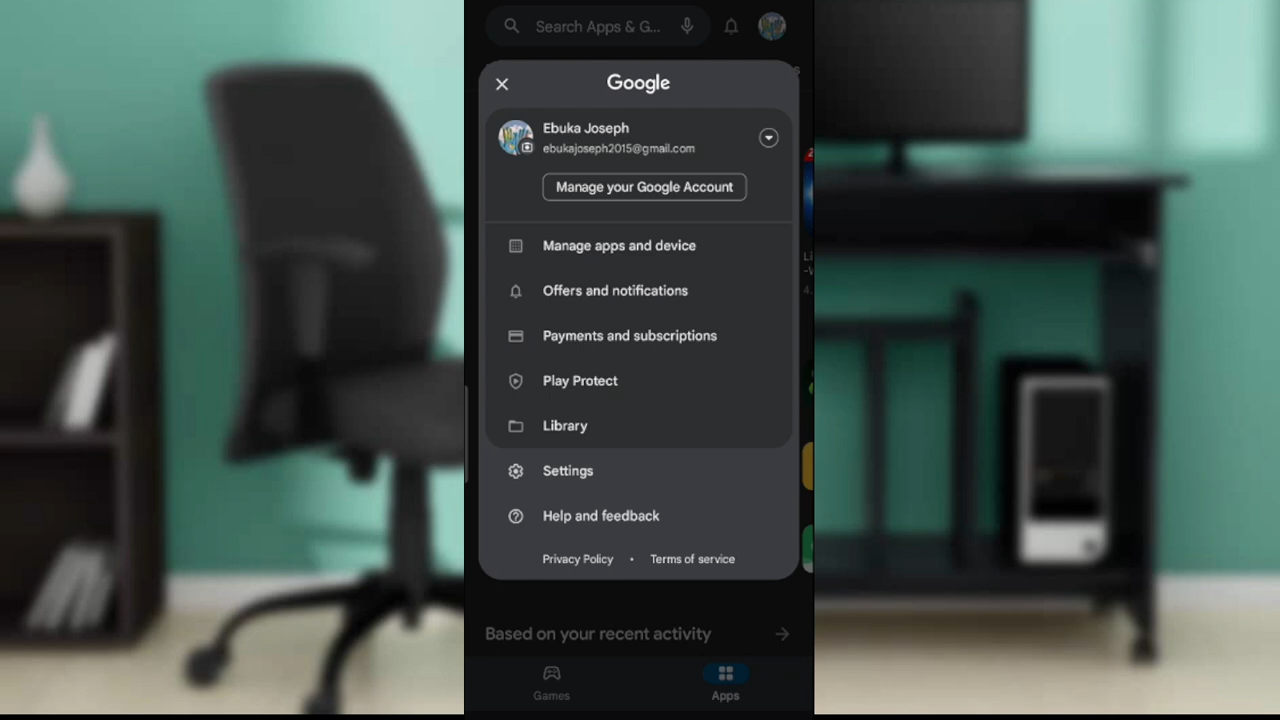 Search Apps & G...
Google
Ebuka Joseph
ebukajoseph2015@gmail.com
Manage your Google Account
Manage apps and device
Offers and notifications
Payments and subscriptions
Play Protect
Library
Settings
Help and feedback
Privacy Policy • Terms of service
Based on your recent activity
Games
Apps